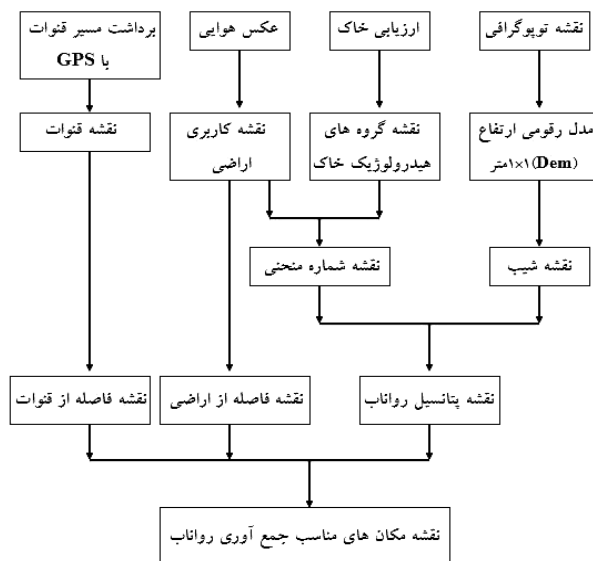 نقشه توپوگرافی
ارزیابی خاک
عکس هوایی
برداشت مسیر قنوات
با GPS
مدل رقومی ارتفاع
(Dem) ۱×۱متر
نقشه گروه های
هیدرولوژیک خاک
نقشه کاربری
اراضی
نقشه قنوات
نقشه شیب
نقشه شماره منحنی
نقشه پتانسیل رواناب
نقشه فاصله از اراضی
نقشه فاصله از قنوات
نقشه مکان های مناسب جمع آوری رواناب